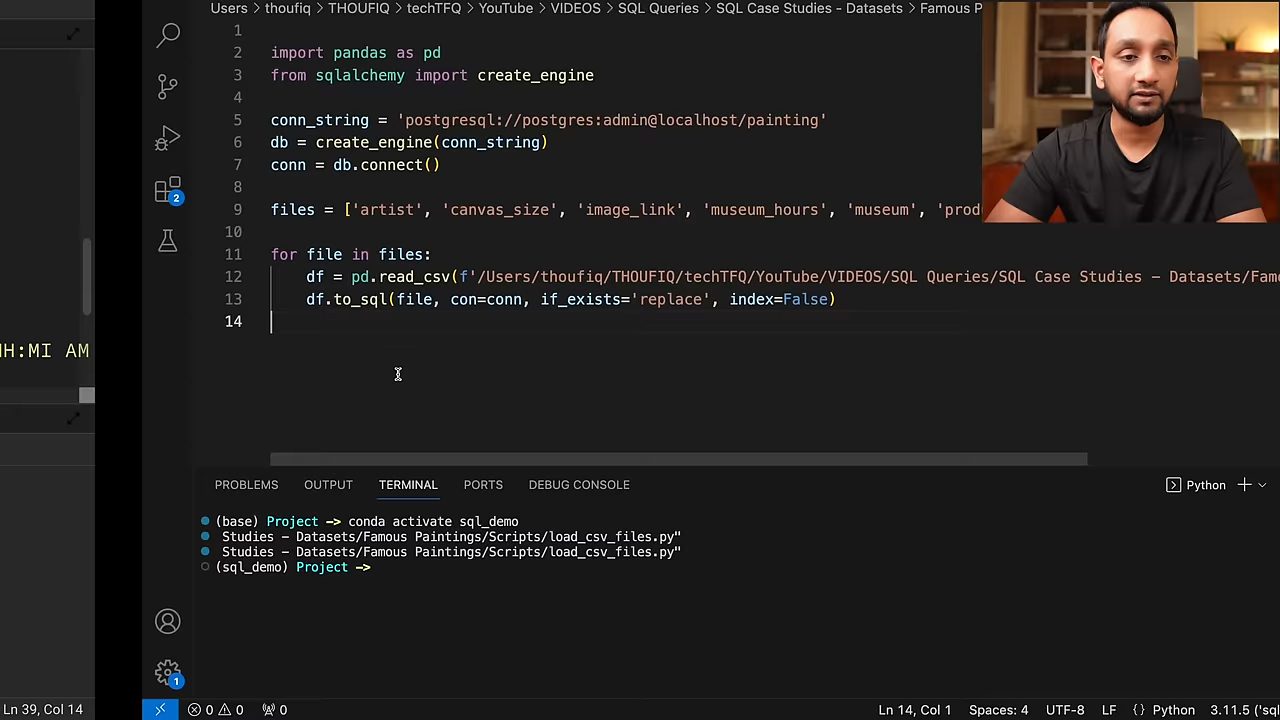 Users > thoufiq > THOUFIQ > techTFQ > YouTube > VIDEOS > SQL Queries > SQL Case Studies - Datasets > Famous P
1
2 import pandas as pd
3 from sqlalchemy import create_engine
4
5 conn_string = 'postgresql://postgres:admin@localhost/painting'
6 db = create_engine(conn_string)
7 conn = db.connect()
8
9 files = ['artist', 'canvas_size', 'image_link', 'museum_hours', 'museum', 'prod
10
11 for file in files:
12 df = pd.read_csv(f'/Users/thoufiq/THOUFIQ/techTFQ/YouTube/VIDEOS/SQL Queries/SQL Case Studies - Datasets/Famo
13 df.to_sql(file, con=conn, if_exists='replace', index=False)
14
2
HH:MI AM
PROBLEMS OUTPUT TERMINAL PORTS DEBUG CONSOLE Python
(base) Project -> conda activate sql_demo
Studies - Datasets/Famous Paintings/Scripts/load_csv_files.py"
Studies - Datasets/Famous Paintings/Scripts/load_csv_files.py"
(sql_demo) Project ->
1
Ln 39, Col 14
0 0 0 Ln 14, Col 1 Spaces: 4 UTF-8 LF {} Python 3.11.5 ('sql